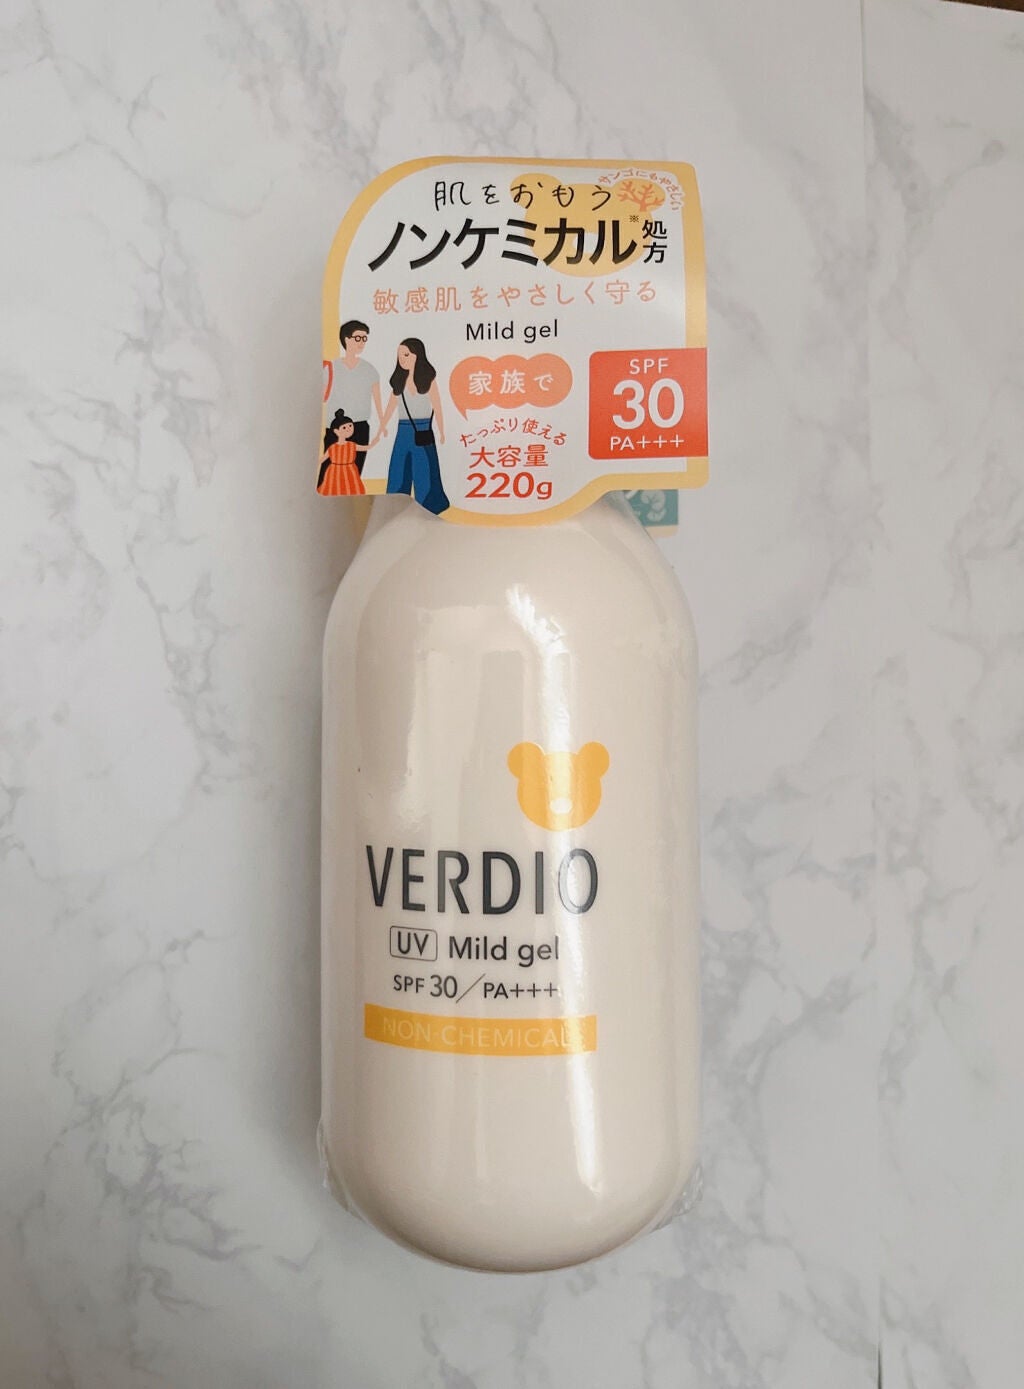 サンゴにもやさしい
肌をおもう
ノンケミカル※処方
敏感肌をやさしく守る
Mild gel
家族で
たっぷり使える
大容量
220g
SPF
30
PA+++
VERDIO
UV Mild gel
SPF 30/PA+++
NON-CHEMICAL